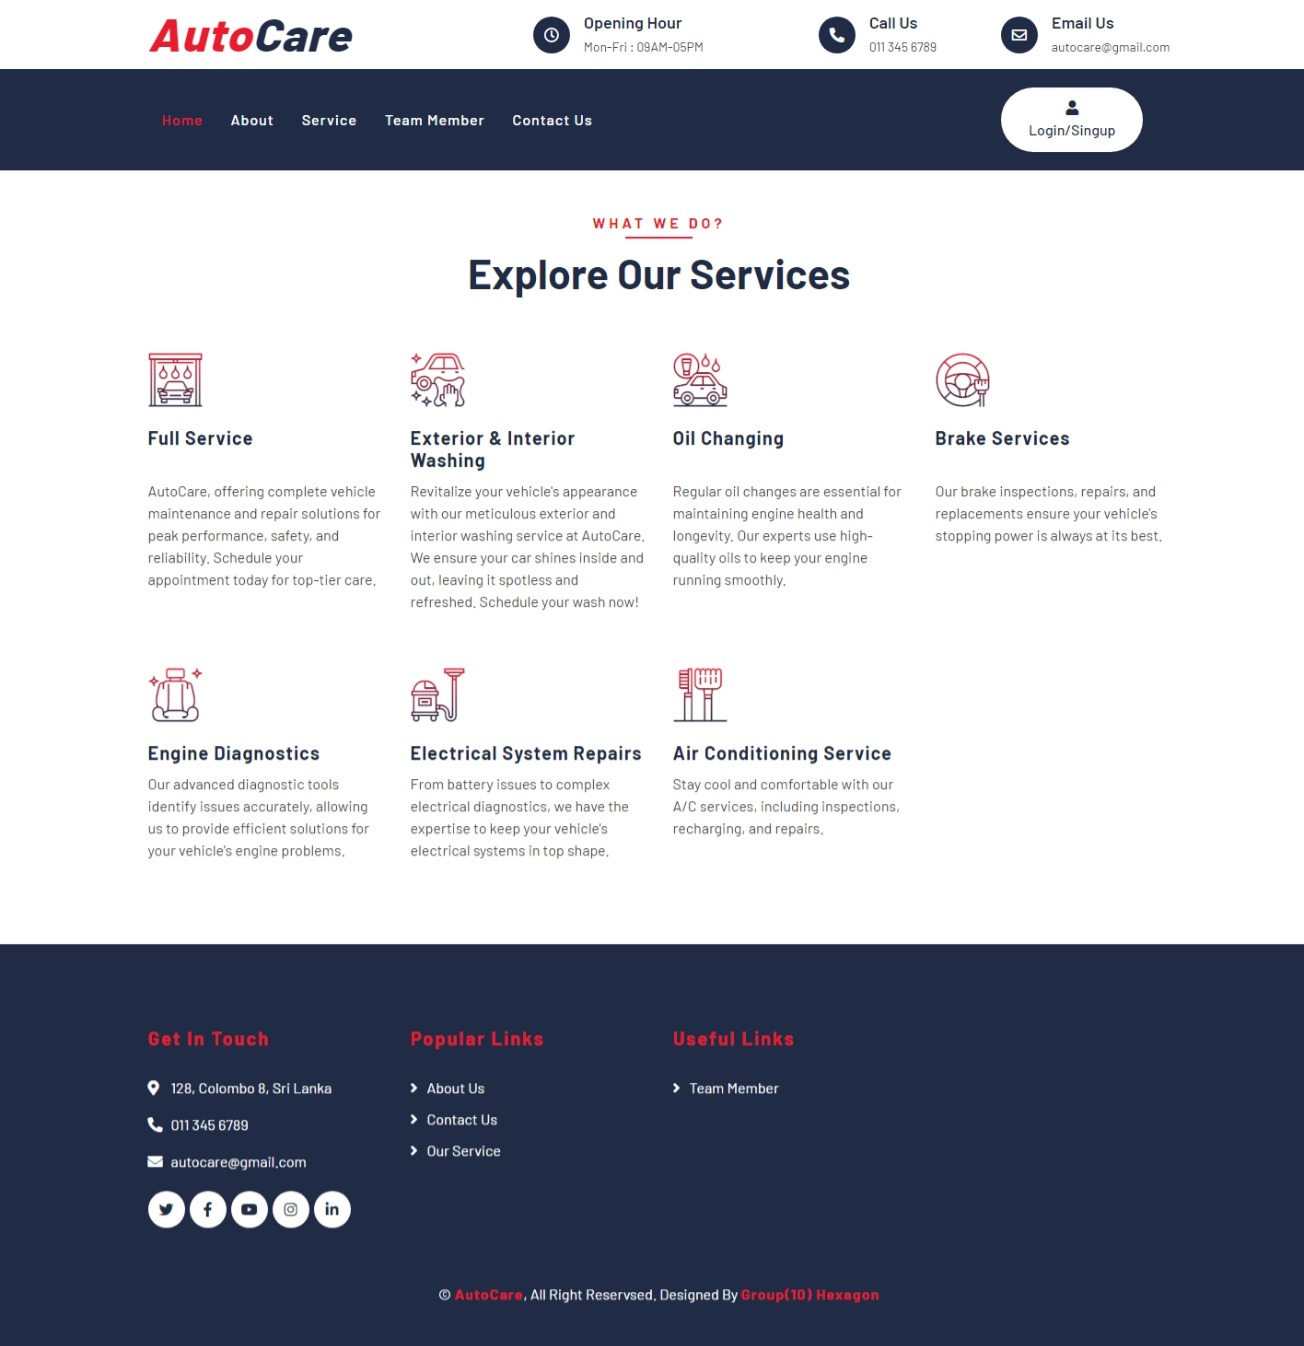 AutoCare
Opening Hour
Mon-Fri : 09AM-05PM
Call Us
011 345 6789
Email Us
autocare@gmail.com
Home
About
Service
Team Member
Contact Us
Login/Singup
WHAT WE DO?
Explore Our Services
Full Service
AutoCare, offering complete vehicle
maintenance and repair solutions for
peak performance, safety, and
reliability. Schedule your
appointment today for top-tier care.
Exterior & Interior
Washing
Revitalize your vehicle's appearance
with our meticulous exterior and
interior washing service at AutoCare.
We ensure your car shines inside and
out, leaving it spotless and
refreshed. Schedule your wash now!
Oil Changing
Regular oil changes are essential for
maintaining engine health and
longevity. Our experts use high-
quality oils to keep your engine
running smoothly.
Brake Services
Our brake inspections, repairs, and
replacements ensure your vehicle's
stopping power is always at its best.
Engine Diagnostics
Our advanced diagnostic tools
identify issues accurately, allowing
us to provide efficient solutions for
your vehicle's engine problems.
Electrical System Repairs
From battery issues to complex
electrical diagnostics, we have the
expertise to keep your vehicle's
electrical systems in top shape.
Air Conditioning Service
Stay cool and comfortable with our
A/C services, including inspections,
recharging, and repairs.
Get In Touch
128, Colombo 8, Sri Lanka
011 345 6789
autocare@gmail.com
Popular Links
About Us
Contact Us
Our Service
Useful Links
Team Member
© AutoCare, All Right Reservsed. Designed By Group(10) Hexagon